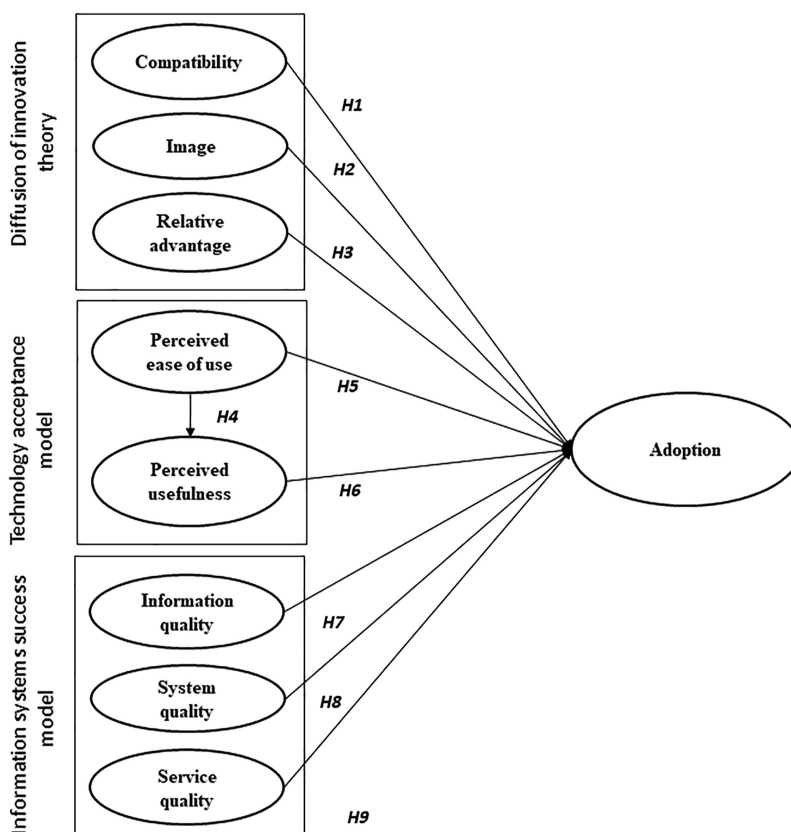 Diffusion of innovation
theory
Compatibility
Image
Relative
advantage
H1
H2
H3
Technology acceptance
model
Perceived
ease of use
H4
Perceived
usefulness
H5
H6
Adoption
Information systems success
model
Information
quality
System
quality
Service
quality
H7
H8
H9